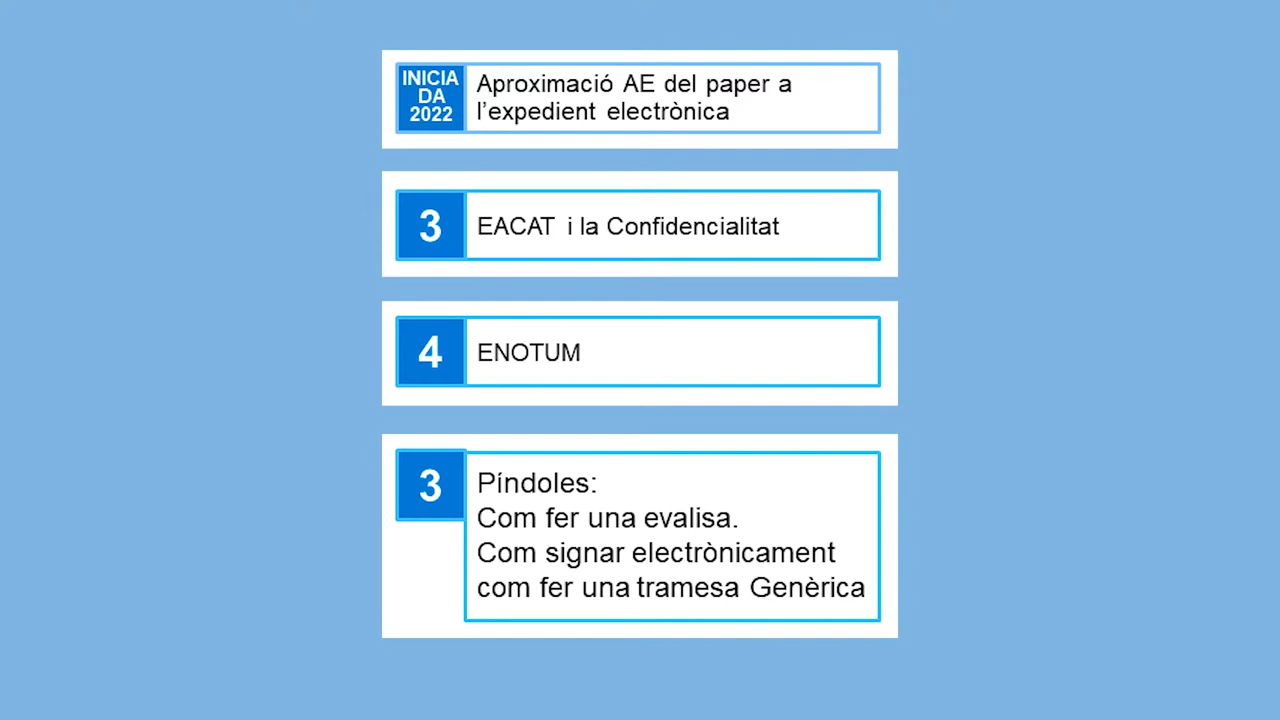 INICIA
DA
2022
Aproximació AE del paper a
l’expedient electrònica
3
EACAT i la Confidencialitat
4
ENOTUM
3
Píndoles:
Com fer una evalisa.
Com signar electrònicament
com fer una tramesa Genèrica